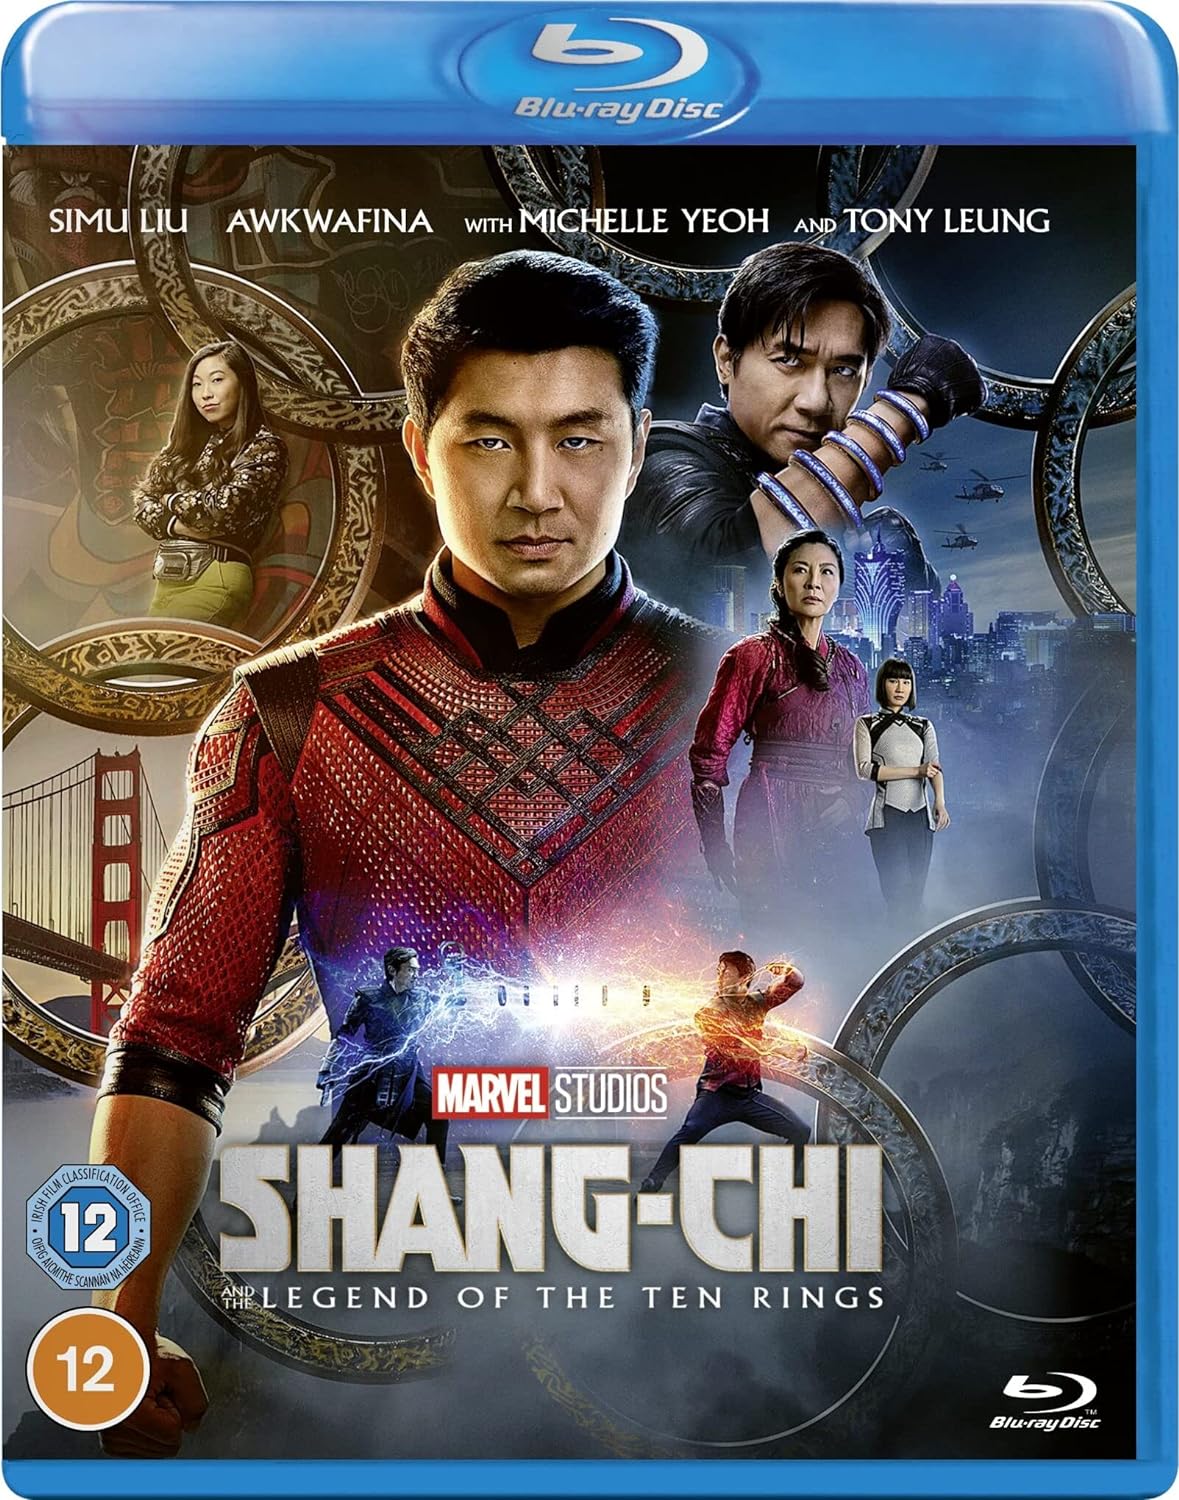 Blu-ray Disc
SIMU LIU AWKWAFINA WITH MICHELLE YEOH AND TONY LEUNG
MARVEL STUDIOS
SHANG-CHI
AND THE LEGEND OF THE TEN RINGS
IRISH FILM CLASSIFICATION OFFICE
12
OIFIG AICMITHE SCANNÁN NA hÉIREANN
12
Blu-ray Disc™